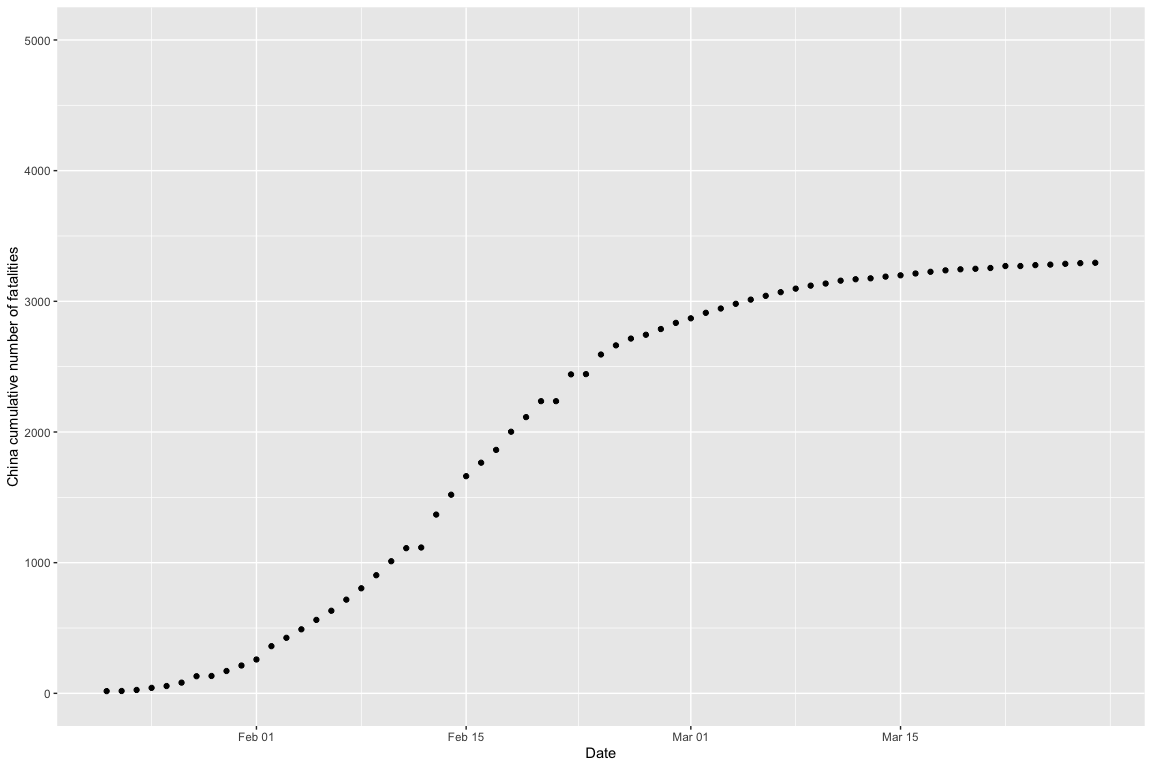 China cumulative number of fatalities
5000
4000
3000
2000
1000
0
Feb 01
Feb 15
Mar 01
Mar 15
Date